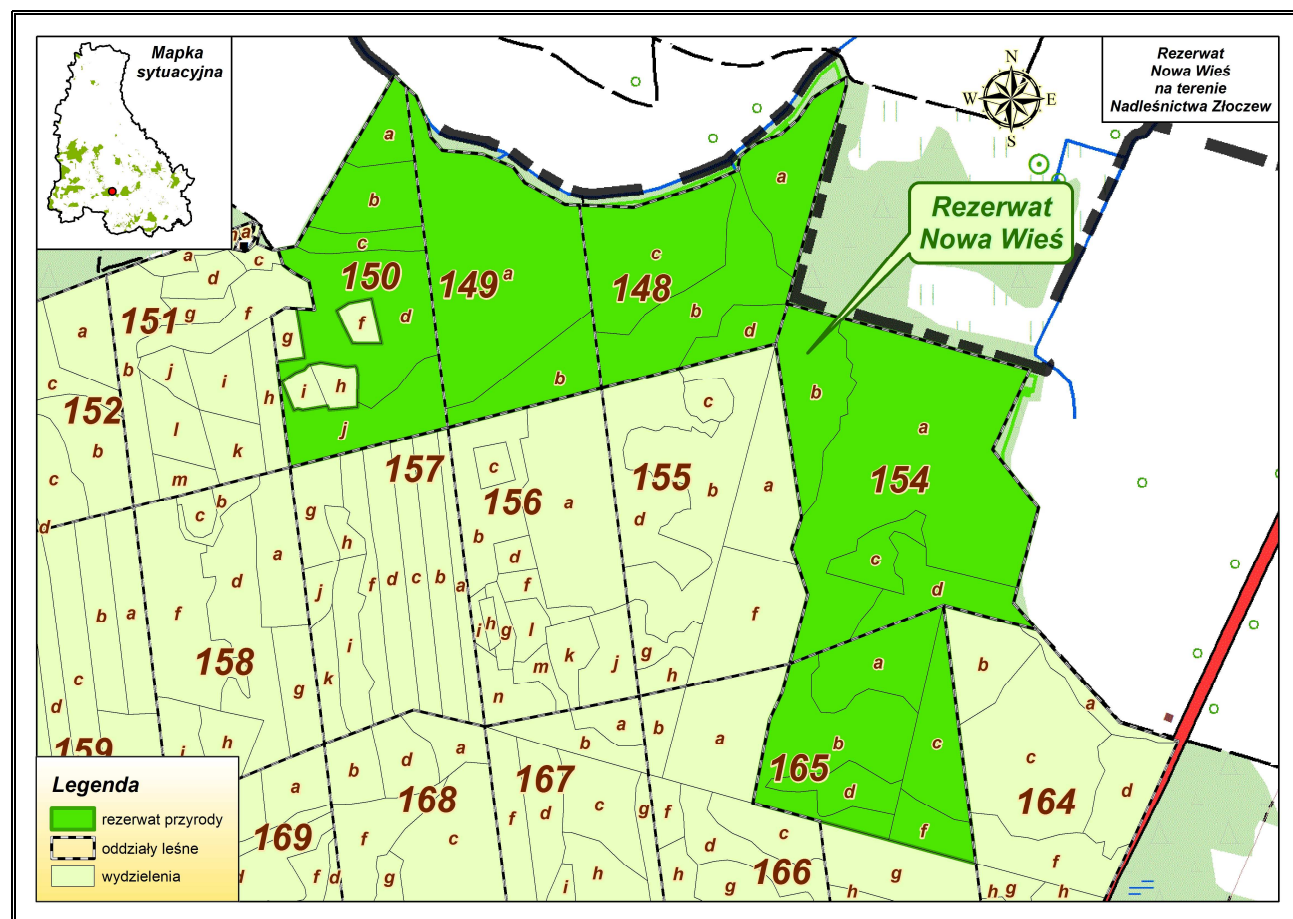 Mapka
sytuacyjna
N
W E
S
Rezerwat
Nowa Wieś
na terenie
Nadleśnictwa Złoczew
Rezerwat
Nowa Wieś
a
b
c
150
d
f
g
i
h
j
149 a
b
148
a
c
b
d
a
a
d
c
151
g
f
b
j
i
h
l
k
m
a
c
152
b
c
d
b
a
c
d
159
b
c
a
d
f
158
g
h
i
157
g
h
j
f
d
c
b
a
i
k
156
c
a
b
d
f
i
h
g
l
m
k
j
n
155
c
b
a
d
f
g
h
154
b
a
c
d
165
a
b
c
d
f
164
b
a
c
d
f
h
g
h
169
a
d
f
168
b
d
a
f
c
d
g
167
a
b
f
d
c
g
h
i
166
b
a
f
c
d
h
g
g
h
Legenda
rezerwat przyrody
oddziały leśne
wydzielenia